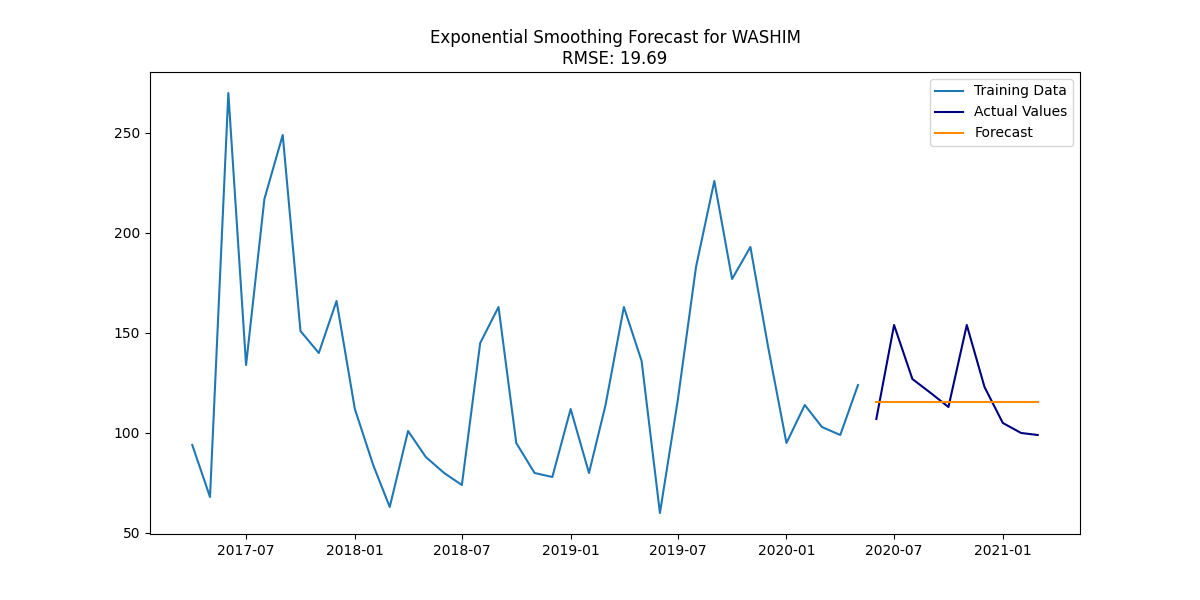 Exponential Smoothing Forecast for WASHIM
RMSE: 19.69
Training Data
Actual Values
Forecast
250
200
150
100
50
2017-07 2018-01 2018-07 2019-01 2019-07 2020-01 2020-07 2021-01